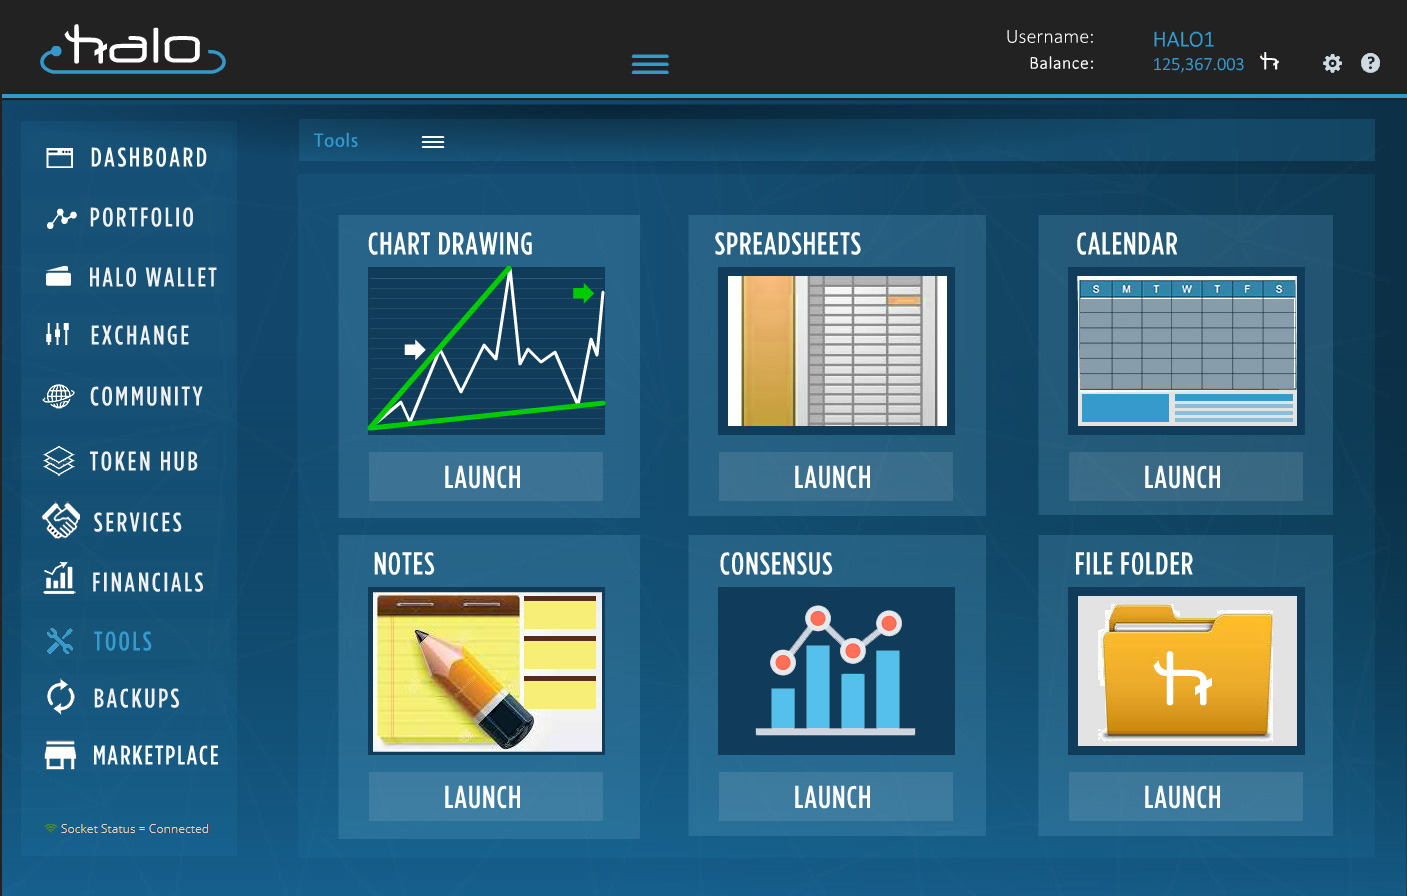 halo
Username: HALO1
Balance: 125,367.003
DASHBOARD
PORTFOLIO
HALO WALLET
EXCHANGE
COMMUNITY
TOKEN HUB
SERVICES
FINANCIALS
TOOLS
BACKUPS
MARKETPLACE
Socket Status = Connected
Tools
CHART DRAWING
LAUNCH
SPREADSHEETS
LAUNCH
CALENDAR
S M T W T F S
LAUNCH
NOTES
LAUNCH
CONSENSUS
LAUNCH
FILE FOLDER
LAUNCH